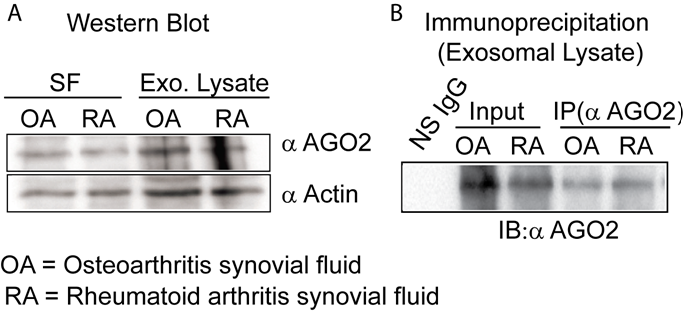 A
Western Blot
SF
Exo. Lysate
OA
RA
OA
RA
α AGO2
α Actin
B
Immunoprecipitation
(Exosomal Lysate)
NS IgG
Input
IP(α AGO2)
OA
RA
OA
RA
IB:α AGO2
OA = Osteoarthritis synovial fluid
RA = Rheumatoid arthritis synovial fluid